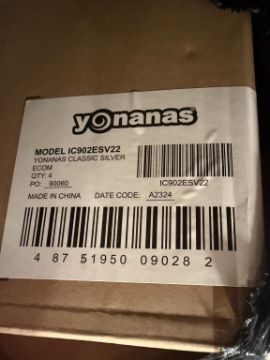 yonanas
MODEL IC902ESV22
YONANAS CLASSIC SILVER
ECOM
QTY: 4
PO: 90060
IC902ESV22
MADE IN CHINA DATE CODE: A2324
4 87 51950 09028 2